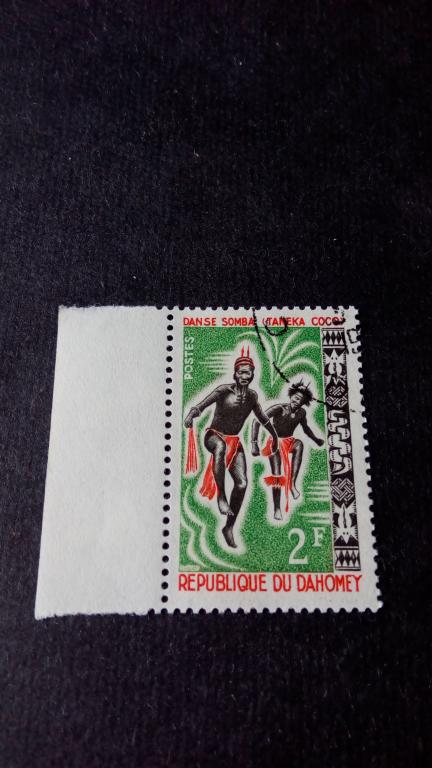 DANSE SOMBA (TANEKA COCO)
POSTES
2F
REPUBLIQUE DU DAHOMEY